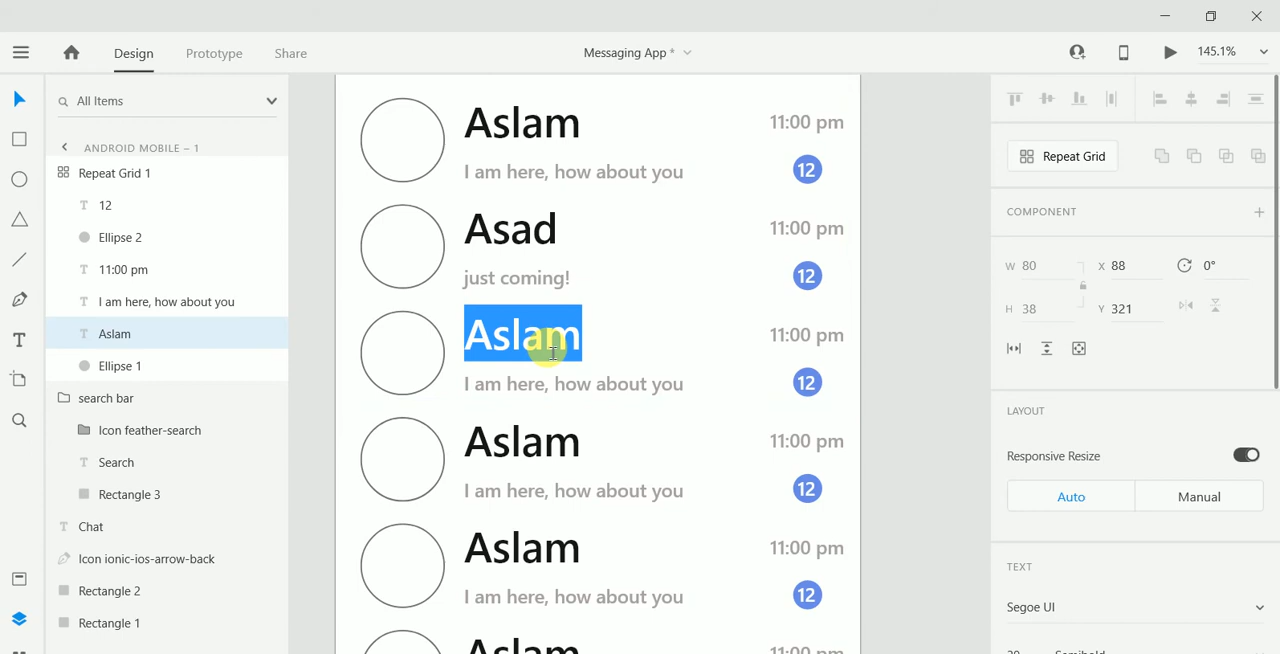 Design
Prototype
Share
Messaging App *
145.1%
All Items
ANDROID MOBILE – 1
Repeat Grid 1
T 12
Ellipse 2
T 11:00 pm
T I am here, how about you
T Aslam
Ellipse 1
search bar
Icon feather-search
T Search
Rectangle 3
T Chat
Icon ionic-ios-arrow-back
Rectangle 2
Rectangle 1
Aslam
11:00 pm
I am here, how about you
12
Asad
11:00 pm
just coming!
12
Aslam
11:00 pm
I am here, how about you
12
Aslam
11:00 pm
I am here, how about you
12
Aslam
11:00 pm
I am here, how about you
12
Aslam
11:00 pm
Repeat Grid
COMPONENT
W 80
X 88
0°
H 38
Y 321
LAYOUT
Responsive Resize
Auto
Manual
TEXT
Segoe UI